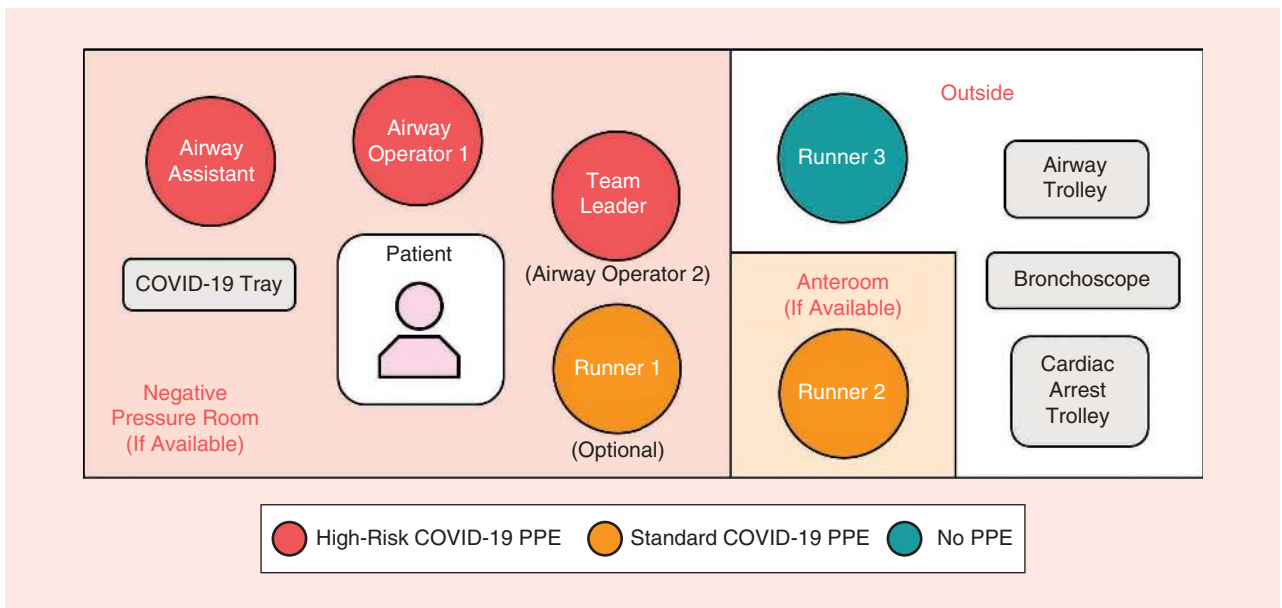 Airway
Assistant
Airway
Operator 1
Team
Leader
(Airway Operator 2)
COVID-19 Tray
Patient
Runner 1
(Optional)
Negative
Pressure Room
(If Available)
Outside
Runner 3
Airway
Trolley
Anteroom
(If Available)
Runner 2
Bronchoscope
Cardiac
Arrest
Trolley
High-Risk COVID-19 PPE
Standard COVID-19 PPE
No PPE